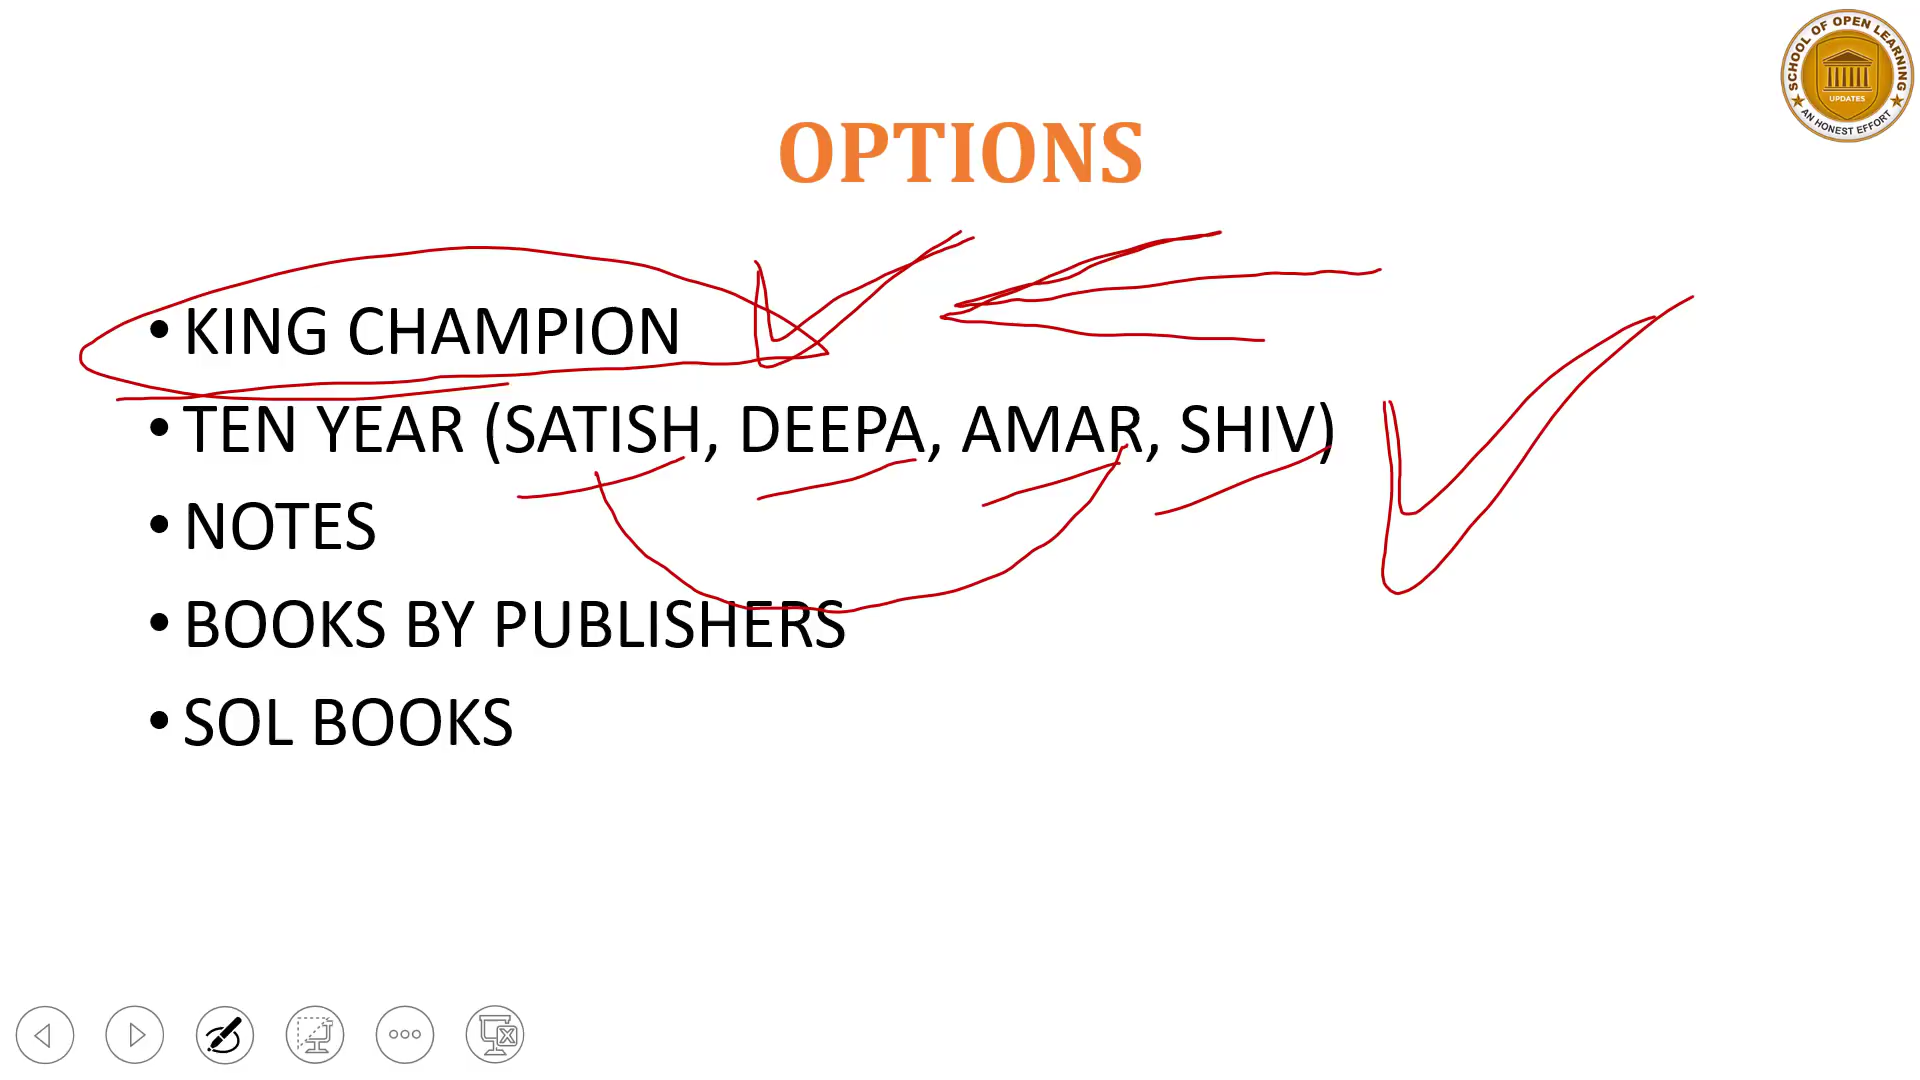 SCHOOL OF OPEN LEARNING
UPDATES
AN HONEST EFFORT
OPTIONS
• KING CHAMPION
• TEN YEAR (SATISH, DEEPA, AMAR, SHIV)
• NOTES
• BOOKS BY PUBLISHERS
• SOL BOOKS